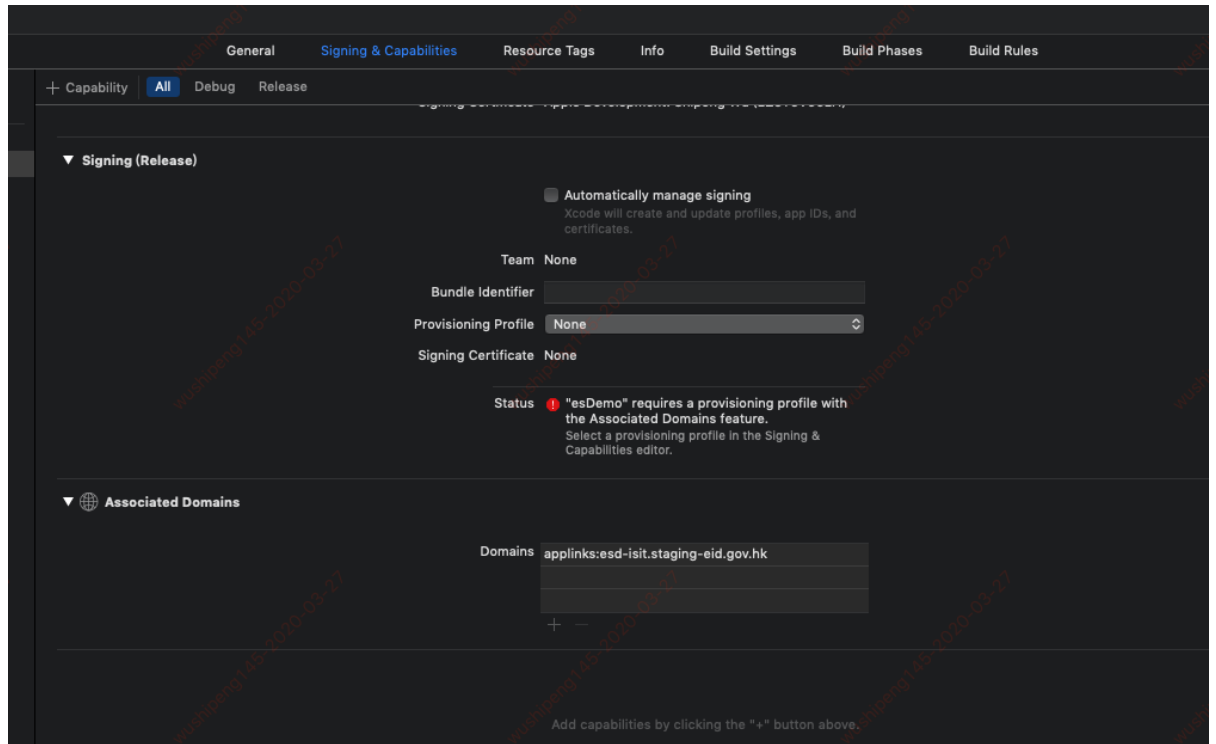 General Signing & Capabilities Resource Tags Info Build Settings Build Phases Build Rules
+ Capability All Debug Release
Signing (Release)
Automatically manage signing
Xcode will create and update profiles, app IDs, and
certificates.
Team None
Bundle Identifier
Provisioning Profile None
Signing Certificate None
Status "esDemo" requires a provisioning profile with
the Associated Domains feature.
Select a provisioning profile in the Signing &
Capabilities editor.
Associated Domains
Domains applinks:esd-isit.staging-eid.gov.hk
Add capabilities by clicking the "+" button above.
wushipeng145-2020-03-27